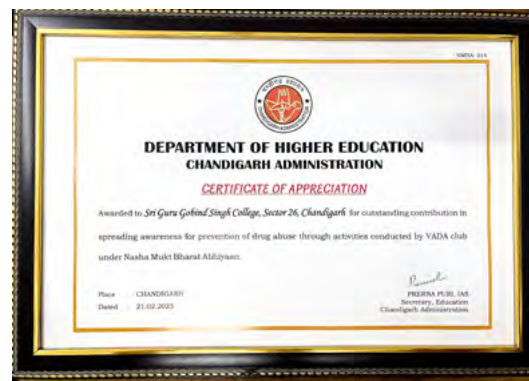 DEPARTMENT OF HIGHER EDUCATION
CHANDIGARH ADMINISTRATION
CERTIFICATE OF APPRECIATION
Awarded to Sri Guru Gobind Singh College, Sector 26, Chandigarh for outstanding contribution in
spreading awareness for prevention of drug abuse through activities conducted by VADA club
under Nasha Mukt Bharat Abhiyaan.
Place CHANDIGARH
Dated 21.02.2025
PRERNA PURI, IAS
Secretary, Education
Chandigarh Administration